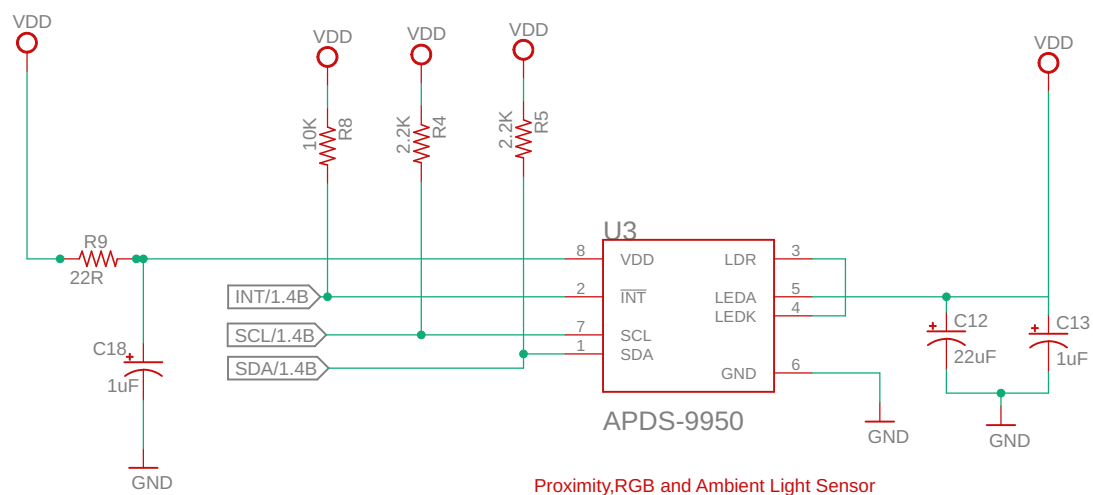 VDD
VDD
VDD
VDD
VDD
10K
R8
2.2K
R4
2.2K
R5
R9
22R
U3
8
VDD
LDR
3
INT/1.4B
2
INT
LEDA
5
LEDK
4
SCL/1.4B
7
SCL
SDA/1.4B
1
SDA
GND
6
C12
22uF
C13
1uF
C18
1uF
APDS-9950
GND
GND
GND
Proximity,RGB and Ambient Light Sensor